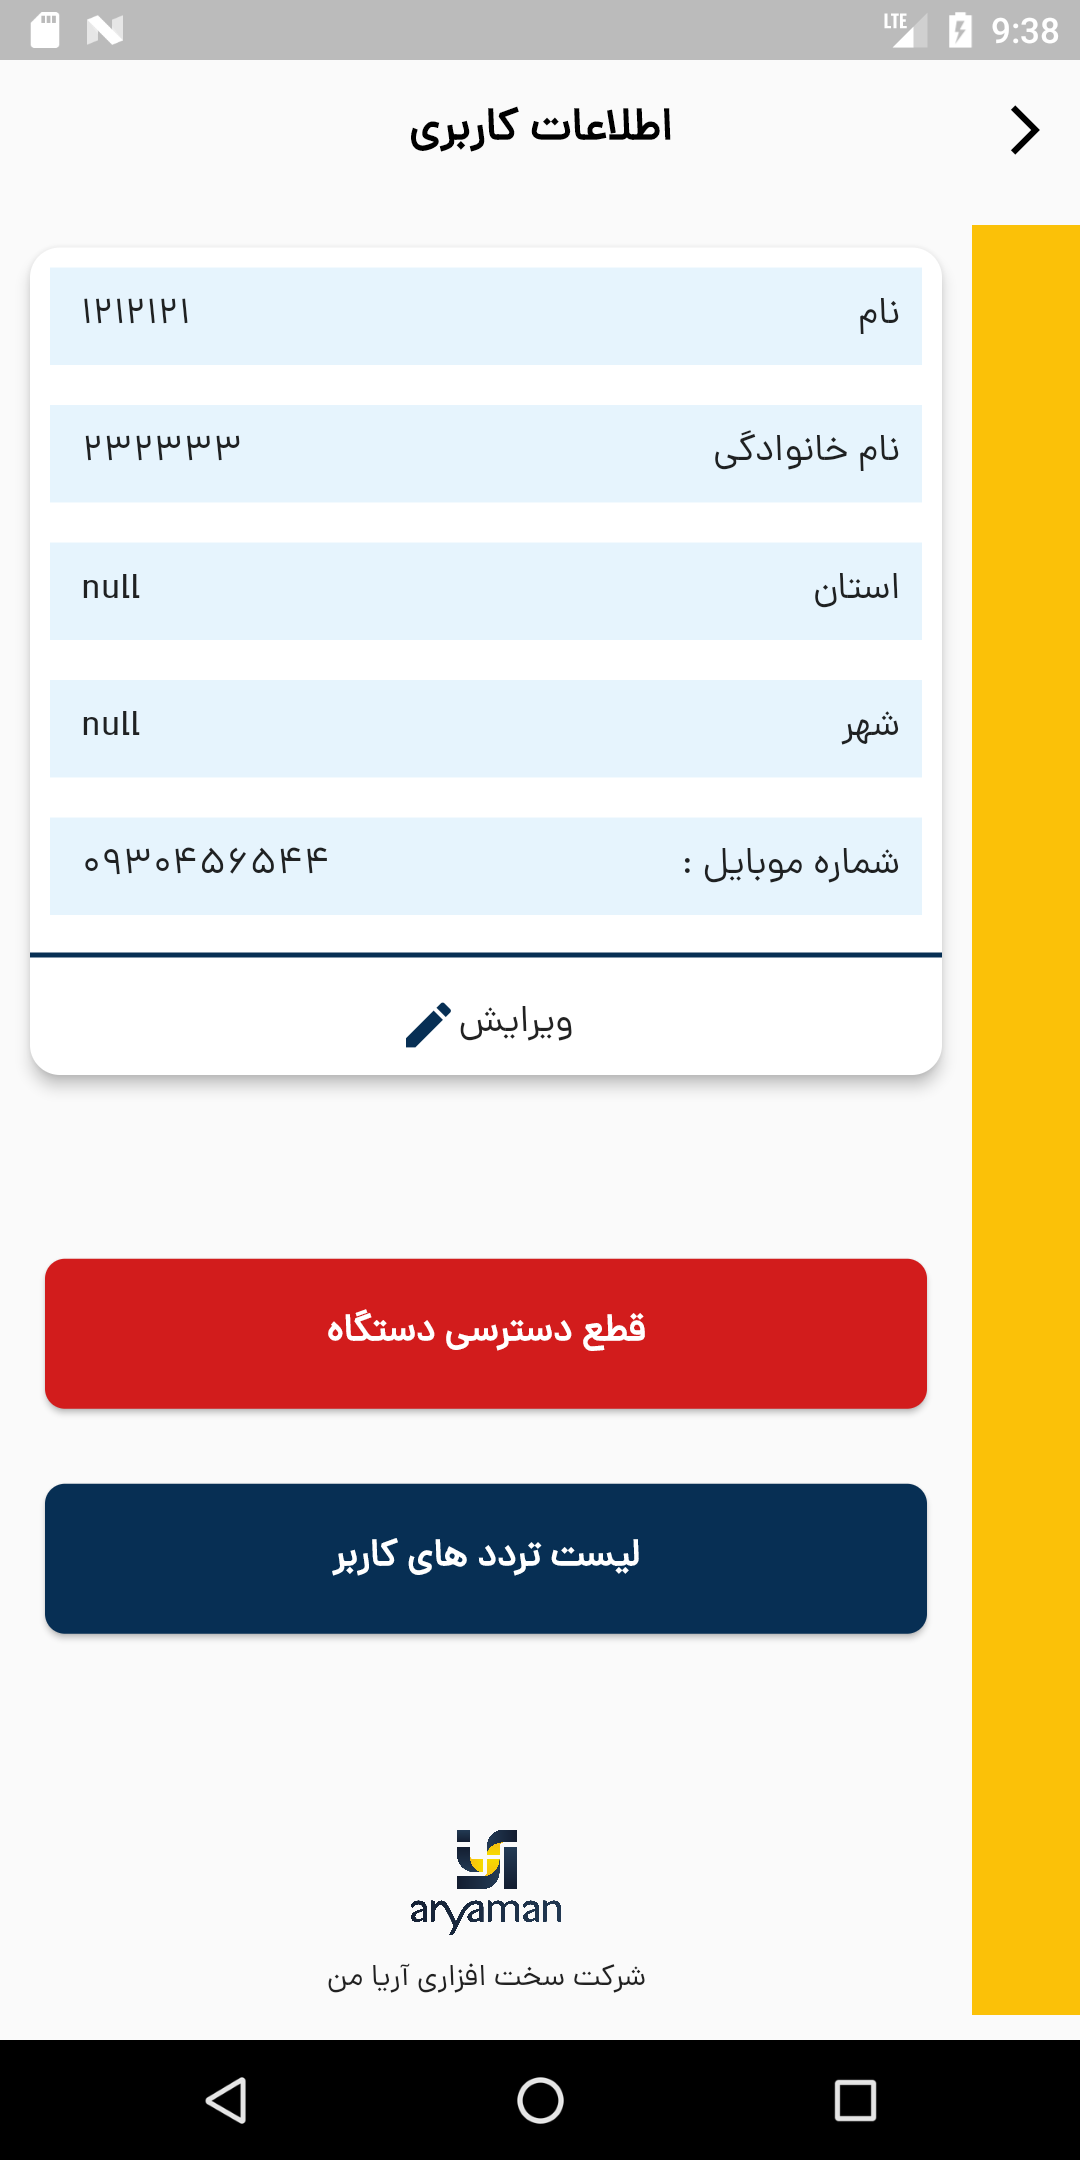 LTE 9:38
اطلاعات کاربری
نام ۱۲۱۲۱۲۱
نام خانوادگی ۲۳۲۳۳۳
استان null
شهر null
شماره موبایل : ۰۹۳۰۴۵۶۵۴۴
ویرایش
قطع دسترسی دستگاه
لیست تردد های کاربر
aryaman
شرکت سخت افزاری آریا من